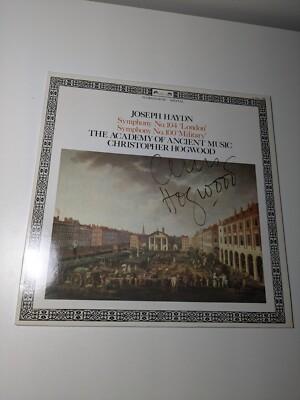 JOSEPH HAYDN
Symphony No. 104 'London'
Symphony No. 100 'Military'
THE ACADEMY OF ANCIENT MUSIC
CHRISTOPHER HOGWOOD
Chris
Hogwood